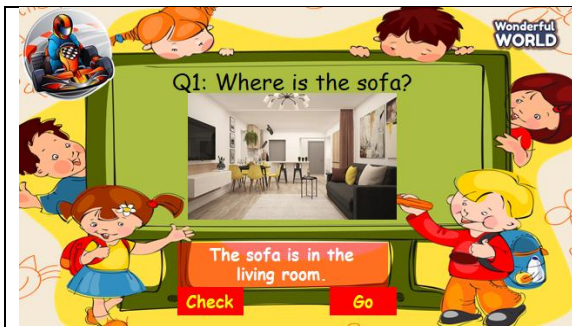 Wonderful
WORLD
Q1: Where is the sofa?
The sofa is in the
living room.
Check
Go